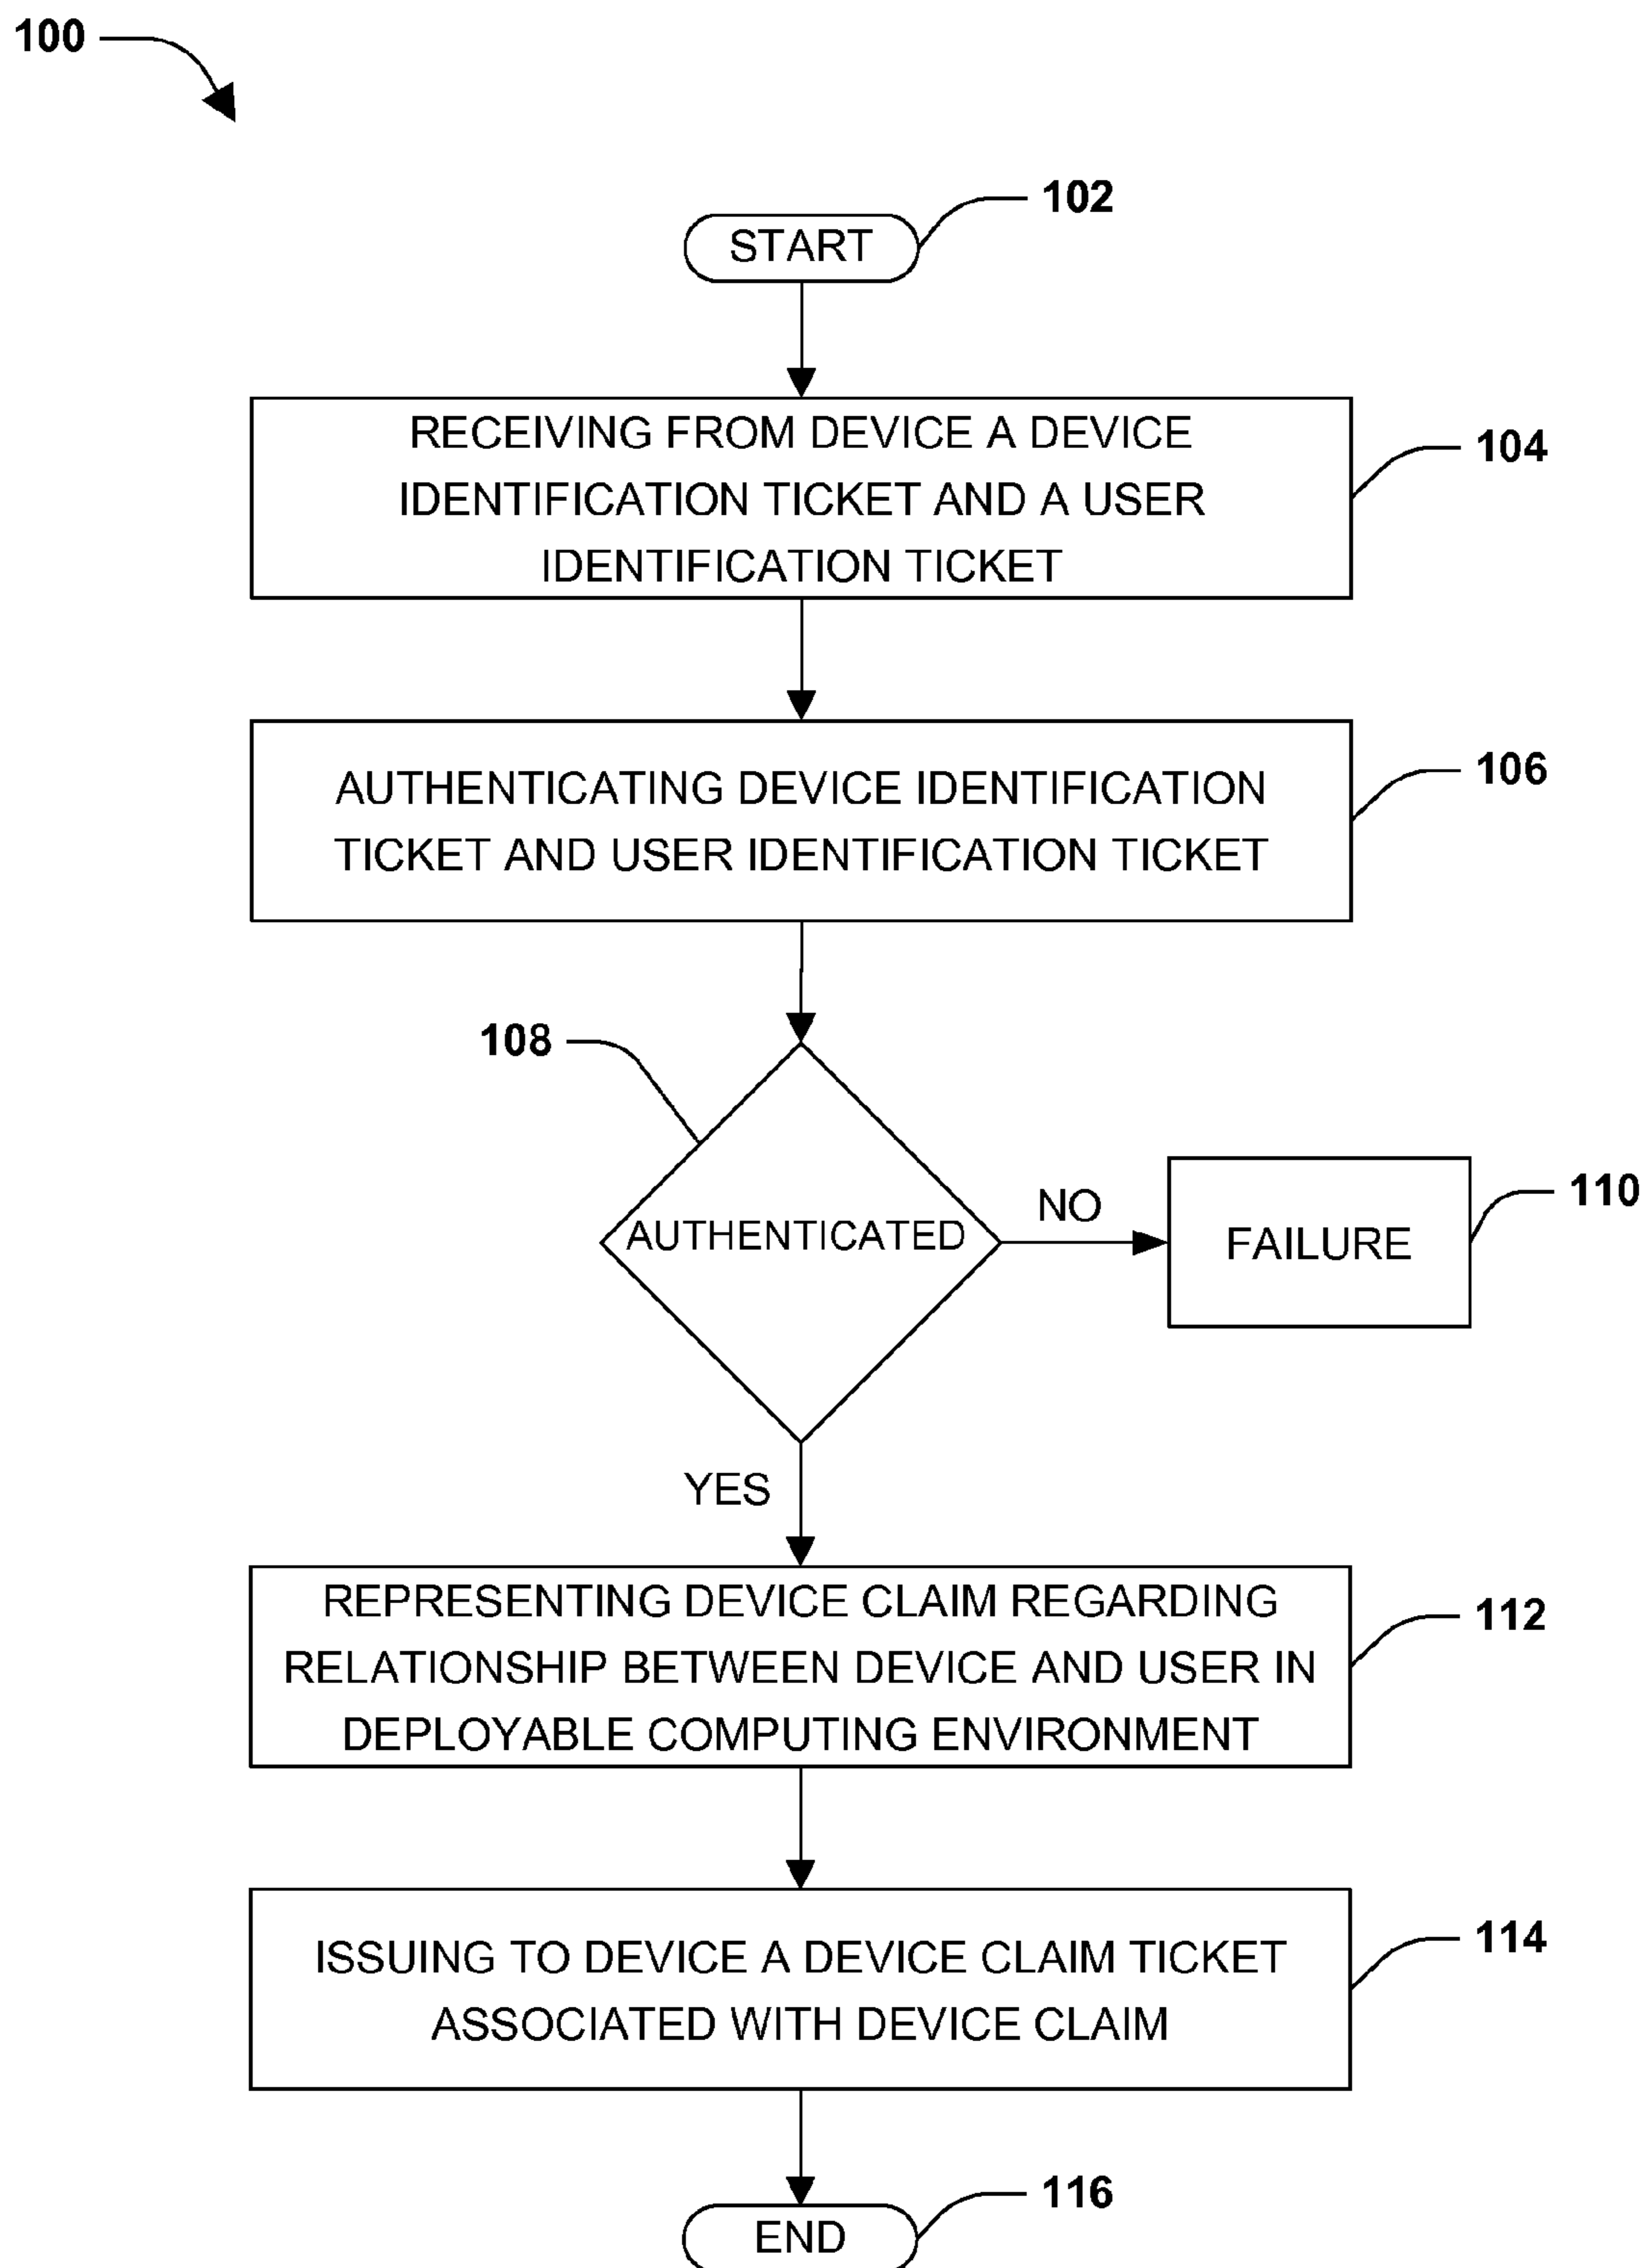 100
102
START
RECEIVING FROM DEVICE A DEVICE
IDENTIFICATION TICKET AND A USER
IDENTIFICATION TICKET
104
AUTHENTICATING DEVICE IDENTIFICATION
TICKET AND USER IDENTIFICATION TICKET
106
108
AUTHENTICATED
NO
FAILURE
110
YES
REPRESENTING DEVICE CLAIM REGARDING
RELATIONSHIP BETWEEN DEVICE AND USER IN
DEPLOYABLE COMPUTING ENVIRONMENT
112
ISSUING TO DEVICE A DEVICE CLAIM TICKET
ASSOCIATED WITH DEVICE CLAIM
114
116
END